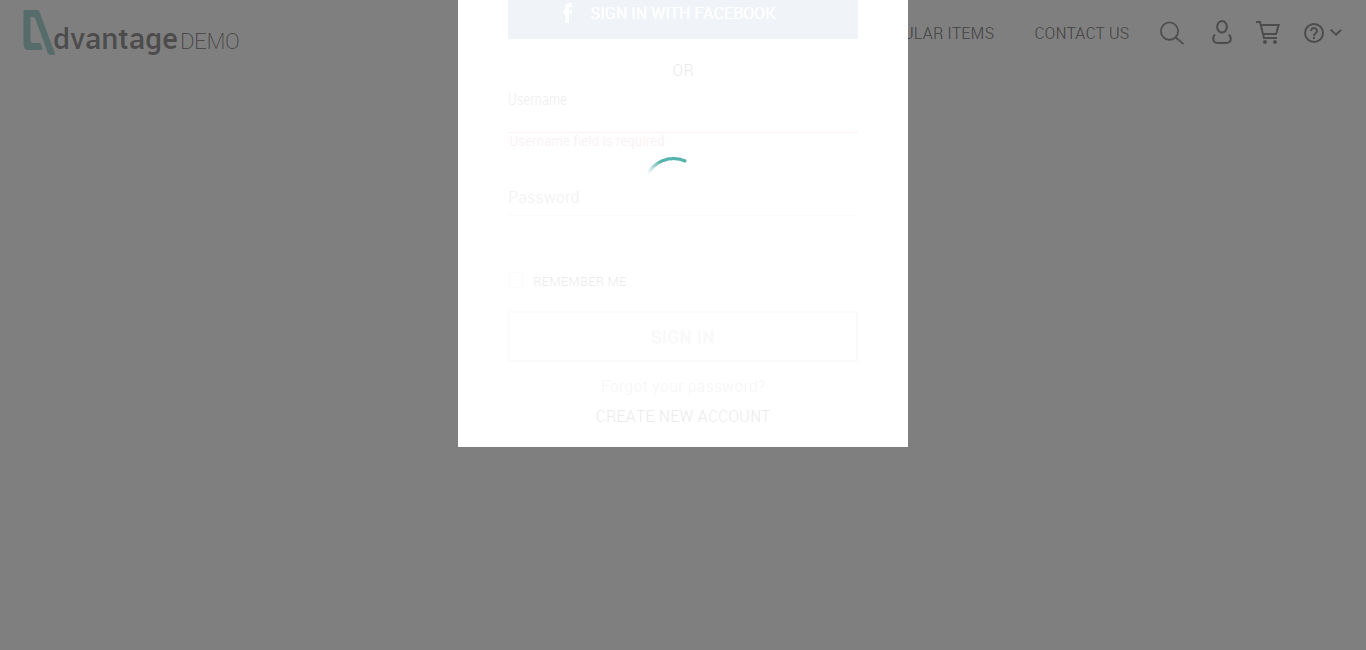 dvantage DEMO
ULAR ITEMS
CONTACT US
SIGN IN WITH FACEBOOK
OR
Username
Username field is required
Password
REMEMBER ME
SIGN IN
Forgot your password?
CREATE NEW ACCOUNT